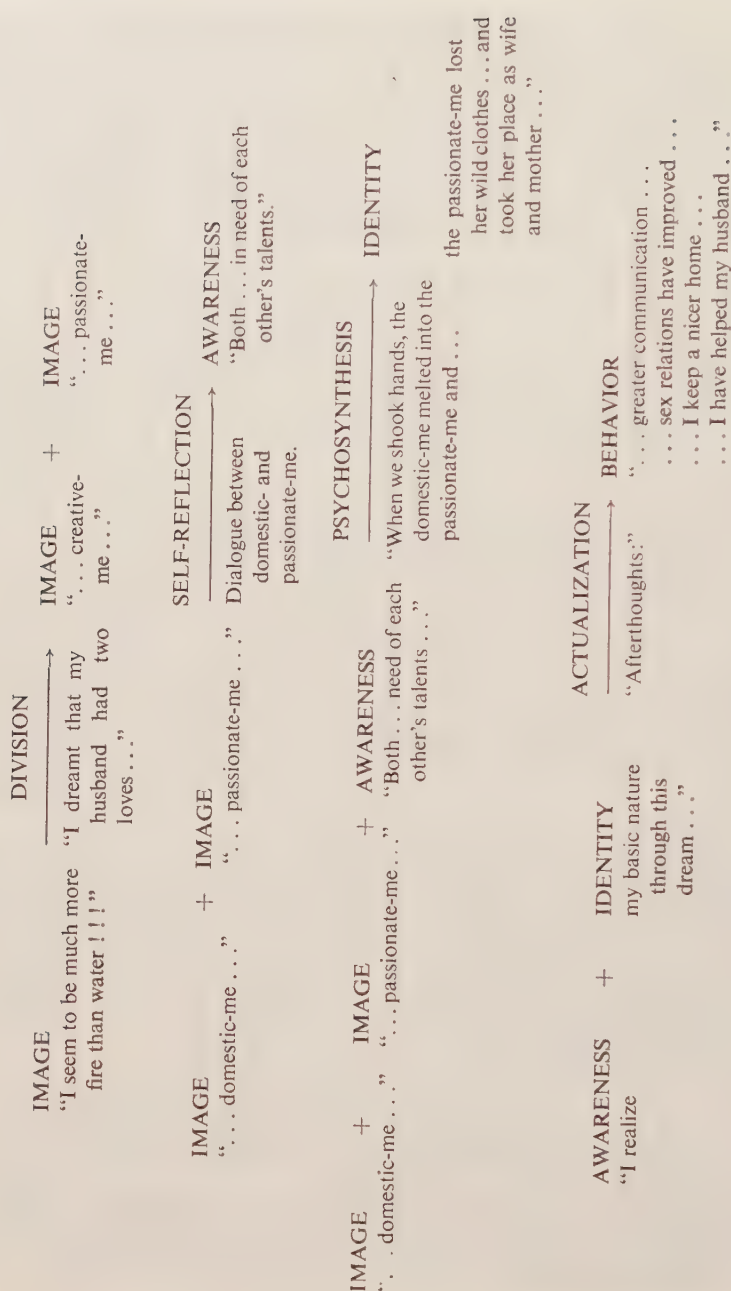 IMAGE
“I seem to be much more
fire than water ! ! !”
DIVISION
“I dreamt that my
husband had two
loves . . .”
IMAGE
“. . . creative-
me . . .”
+
IMAGE
“. . . passionate-
me . . .”
IMAGE
“. . . domestic-me . . .”
+
IMAGE
“. . . passionate-me . . .”
SELF-REFLECTION
Dialogue between
domestic- and
passionate-me.
AWARENESS
“Both . . . in need of each
other’s talents.”
IMAGE
“. . . domestic-me . . .”
+
IMAGE
“. . . passionate-me . . .”
+
AWARENESS
“Both . . . need of each
other’s talents . . .”
PSYCHOSYNTHESIS
“When we shook hands, the
domestic-me melted into the
passionate-me and . . .
IDENTITY
the passionate-me lost
her wild clothes . . . and
took her place as wife
and mother . . .”
AWARENESS
“I realize
+
IDENTITY
my basic nature
through this
dream . . .”
ACTUALIZATION
“Afterthoughts:”
BEHAVIOR
“. . . greater communication . . .
. . . sex relations have improved . . .
. . . I keep a nicer home . . .
. . . I have helped my husband . . .”